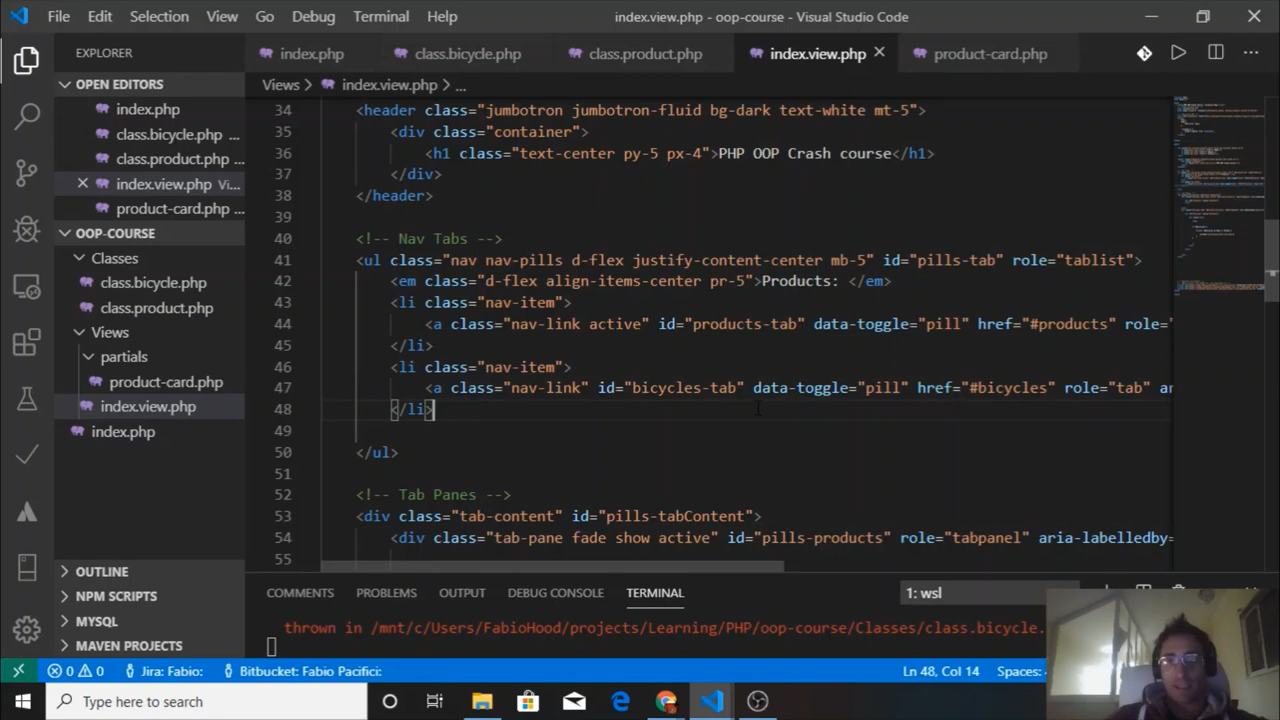 File Edit Selection View Go Debug Terminal Help
index.view.php - oop-course - Visual Studio Code
EXPLORER
index.php
class.bicycle.php
class.product.php
index.view.php
product-card.php
OPEN EDITORS
index.php
class.bicycle.php ...
class.product.php ...
index.view.php Vi...
product-card.php ...
OOP-COURSE
Classes
class.bicycle.php
class.product.php
Views
partials
product-card.php
index.view.php
index.php
OUTLINE
NPM SCRIPTS
MYSQL
MAVEN PROJECTS
Views > index.view.php > ...
34 <header class="jumbotron jumbotron-fluid bg-dark text-white mt-5">
35 <div class="container">
36 <h1 class="text-center py-5 px-4">PHP OOP Crash course</h1>
37 </div>
38 </header>
39
40 <!-- Nav Tabs -->
41 <ul class="nav nav-pills d-flex justify-content-center mb-5" id="pills-tab" role="tablist">
42 <em class="d-flex align-items-center pr-5">Products: </em>
43 <li class="nav-item">
44 <a class="nav-link active" id="products-tab" data-toggle="pill" href="#products" role="
45 </li>
46 <li class="nav-item">
47 <a class="nav-link" id="bicycles-tab" data-toggle="pill" href="#bicycles" role="tab" ar
48 </li>
49
50 </ul>
51
52 <!-- Tab Panes -->
53 <div class="tab-content" id="pills-tabContent">
54 <div class="tab-pane fade show active" id="pills-products" role="tabpanel" aria-labelledby=
55
COMMENTS PROBLEMS OUTPUT DEBUG CONSOLE TERMINAL
1: wsl
thrown in /mnt/c/Users/FabioHood/projects/Learning/PHP/oop-course/Classes/class.bicycle.
0 0 Jira: Fabio: Bitbucket: Fabio Pacifici: Ln 48, Col 14 Spaces:
Type here to search